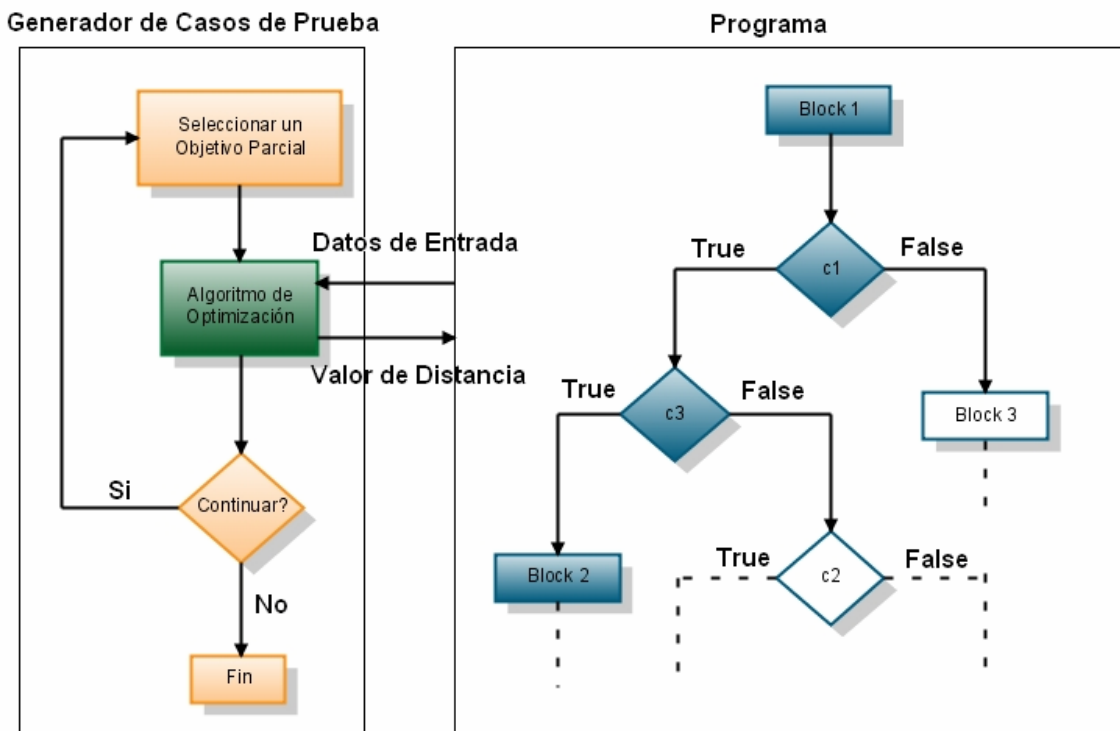 Generador de Casos de Prueba
Seleccionar un
Objetivo Parcial
Algoritmo de
Optimización
Continuar?
Si
No
Fin
Datos de Entrada
Valor de Distancia
Programa
Block 1
c1
True
False
c3
True
False
Block 3
Block 2
c2
True
False